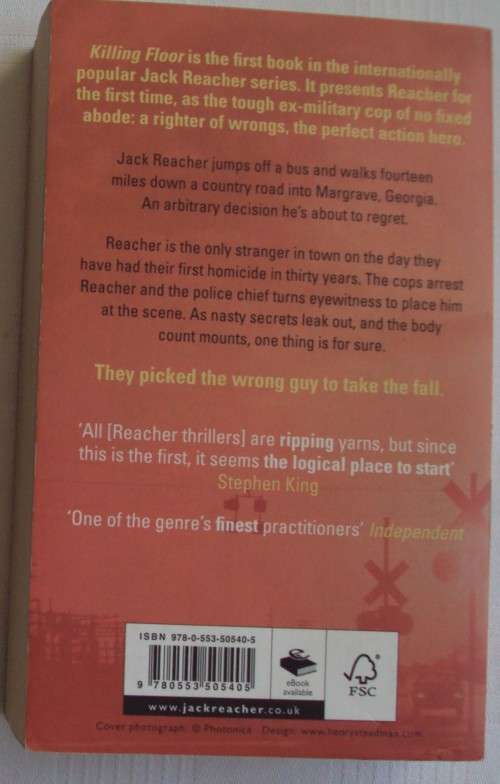 Killing Floor is the first book in the internationally
popular Jack Reacher series. It presents Reacher for
the first time, as the tough ex-military cop of no fixed
abode: a righter of wrongs, the perfect action hero.
Jack Reacher jumps off a bus and walks fourteen
miles down a country road into Margrave, Georgia.
An arbitrary decision he's about to regret.
Reacher is the only stranger in town on the day they
have had their first homicide in thirty years. The cops arrest
Reacher and the police chief turns eyewitness to place him
at the scene. As nasty secrets leak out, and the body
count mounts, one thing is for sure.
They picked the wrong guy to take the fall.
'All [Reacher thrillers] are ripping yarns, but since
this is the first, it seems the logical place to start'
Stephen King
'One of the genre's finest practitioners' Independent
ISBN 978-0-553-50540-5
9 780553 505405
eBook
available
FSC
www.jackreacher.co.uk
Cover photograph: © Photonica Design: www.henrysteadman.com